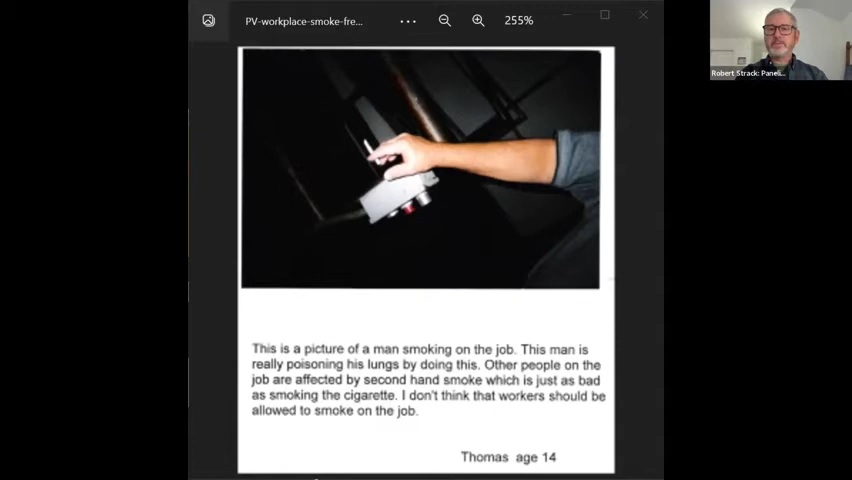 PV-workplace-smoke-fre...
255%
Robert Strack: Paneli...
This is a picture of a man smoking on the job. This man is
really poisoning his lungs by doing this. Other people on the
job are affected by second hand smoke which is just as bad
as smoking the cigarette. I don't think that workers should be
allowed to smoke on the job.
Thomas age 14